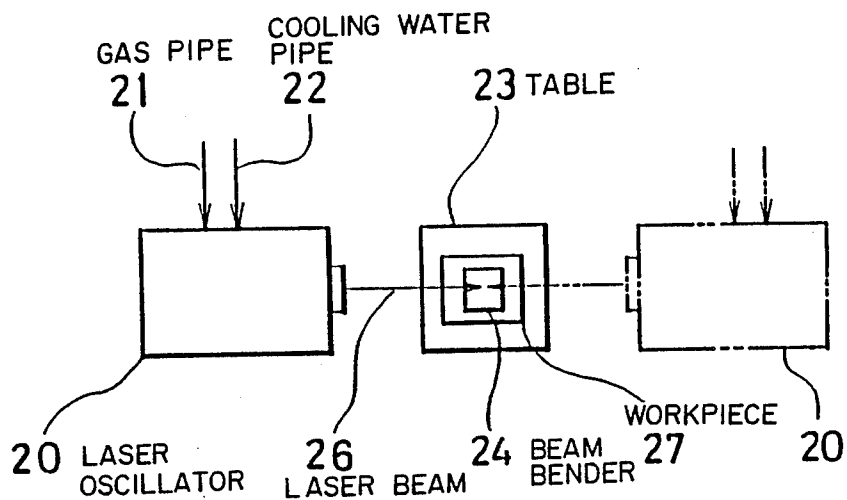 COOLING WATER
GAS PIPE PIPE
21 22
23 TABLE
WORKPIECE
20 LASER 26 24 BEAM 27 20
OSCILLATOR LASER BEAM BENDER